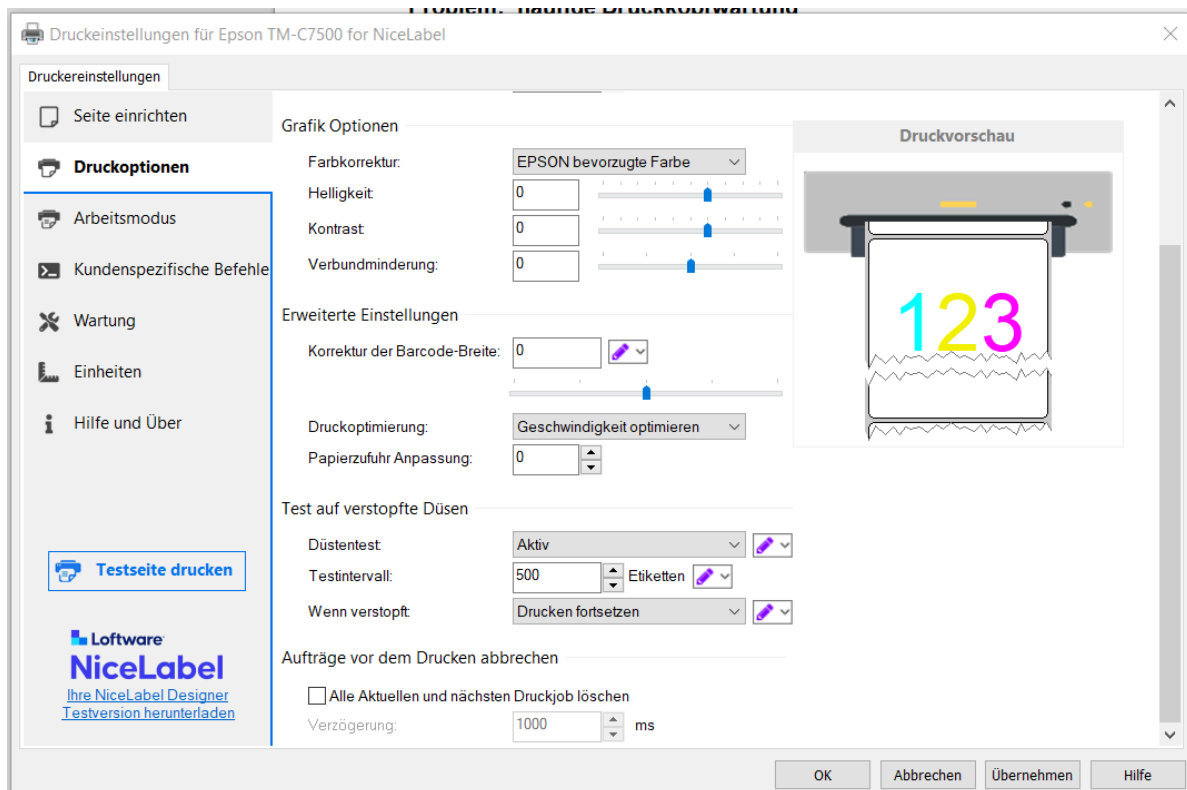 Problem: häufige Druckkopfwartung
Druckeinstellungen für Epson TM-C7500 for NiceLabel
Druckereinstellungen
Seite einrichten
Druckoptionen
Arbeitsmodus
Kundenspezifische Befehle
Wartung
Einheiten
Hilfe und Über
Testseite drucken
Loftware
NiceLabel
Ihre NiceLabel Designer
Testversion herunterladen
Grafik Optionen
Farbkorrektur: EPSON bevorzugte Farbe
Helligkeit: 0
Kontrast: 0
Verbundminderung: 0
Erweiterte Einstellungen
Korrektur der Barcode-Breite: 0
Druckoptimierung: Geschwindigkeit optimieren
Papierzufuhr Anpassung: 0
Test auf verstopfte Düsen
Düstentest: Aktiv
Testintervall: 500 Etiketten
Wenn verstopft: Drucken fortsetzen
Aufträge vor dem Drucken abbrechen
Alle Aktuellen und nächsten Druckjob löschen
Verzögerung: 1000 ms
Druckvorschau
123
OK Abbrechen Übernehmen Hilfe